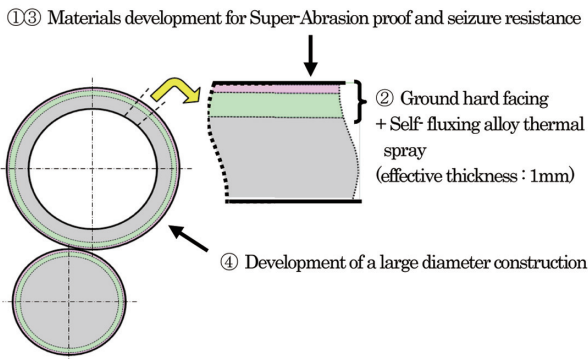 ①③ Materials development for Super-Abrasion proof and seizure resistance
② Ground hard facing
+ Self- fluxing alloy thermal
spray
(effective thickness : 1mm)
④ Development of a large diameter construction